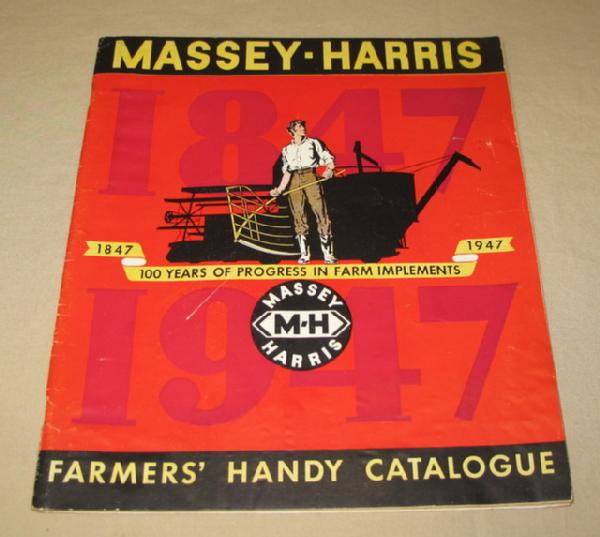 MASSEY-HARRIS
1847
1847
1947
100 YEARS OF PROGRESS IN FARM IMPLEMENTS
MASSEY
M-H
HARRIS
1947
FARMERS' HANDY CATALOGUE